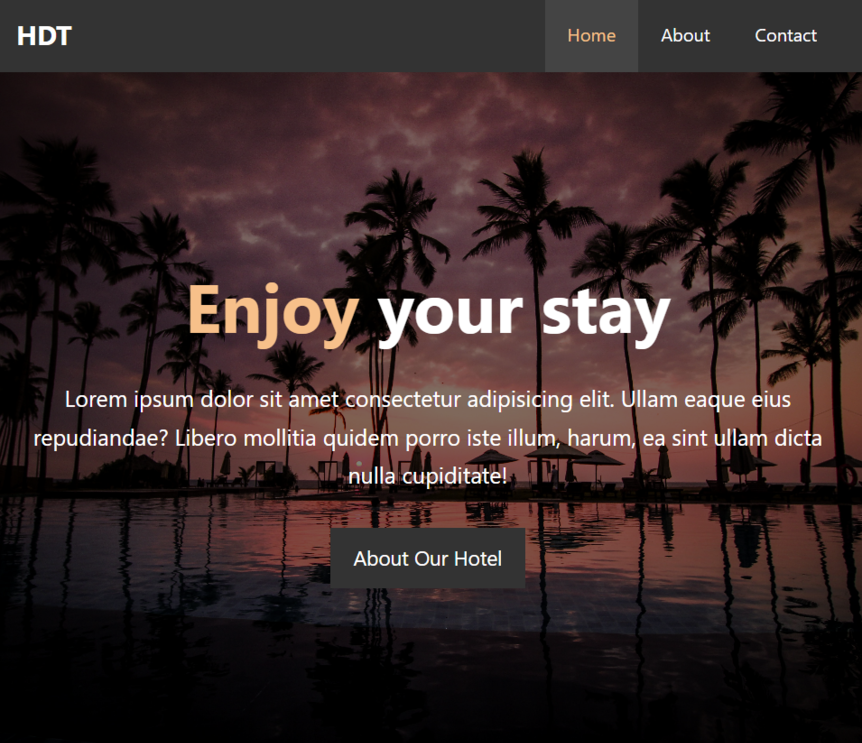 HDT
Home
About
Contact
Enjoy your stay
Lorem ipsum dolor sit amet consectetur adipisicing elit. Ullam eaque eius
repudiandae? Libero mollitia quidem porro iste illum, harum, ea sint ullam dicta
nulla cupiditate!
About Our Hotel